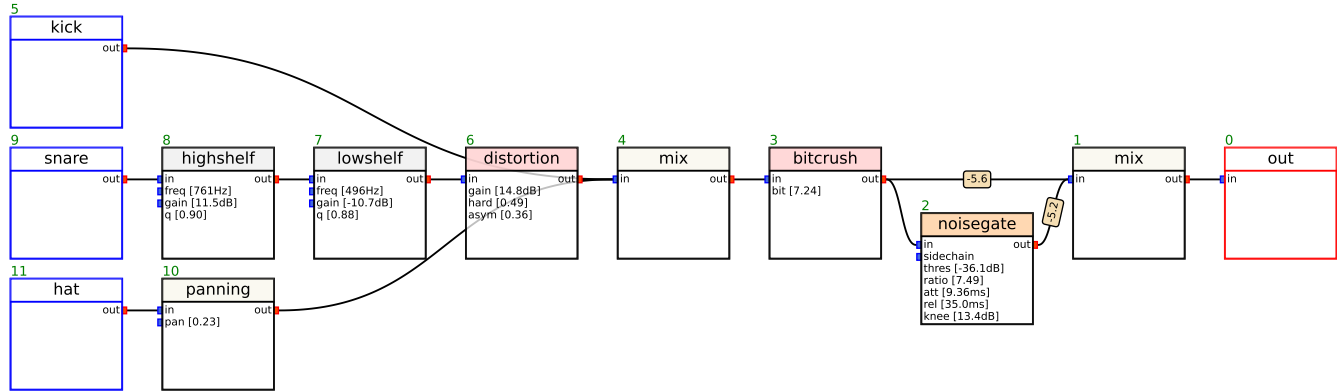 5
kick
out
9
snare
out
8
highshelf
in out
freq [761Hz]
gain [11.5dB]
q [0.90]
7
lowshelf
in out
freq [496Hz]
gain [-10.7dB]
q [0.88]
6
distortion
in out
gain [14.8dB]
hard [0.49]
asym [0.36]
4
mix
in out
3
bitcrush
in out
bit [7.24]
-5.6
2
noisegate
in out
sidechain
thres [-36.1dB]
ratio [7.49]
att [9.36ms]
rel [35.0ms]
knee [13.4dB]
-5.2
1
mix
in out
0
out
in
11
hat
out
10
panning
in out
pan [0.23]